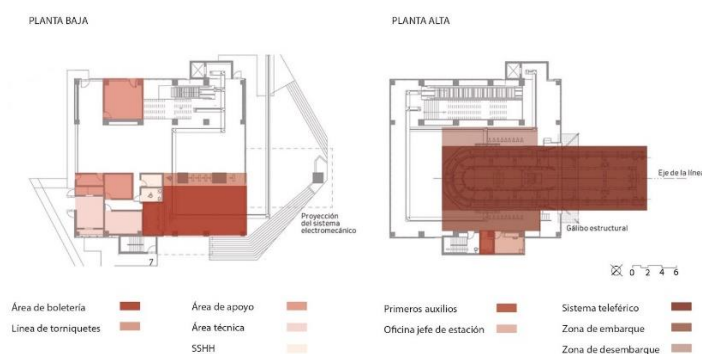 PLANTA BAJA
PLANTA ALTA
Eje de la línea
Proyección
del sistema
electromecánico
Gálibo estructural
7
0 2 4 6
Área de boletería
Línea de torniquetes
Área de apoyo
Área técnica
SSHH
Primeros auxilios
Oficina jefe de estación
Sistema teleférico
Zona de embarque
Zona de desembarque